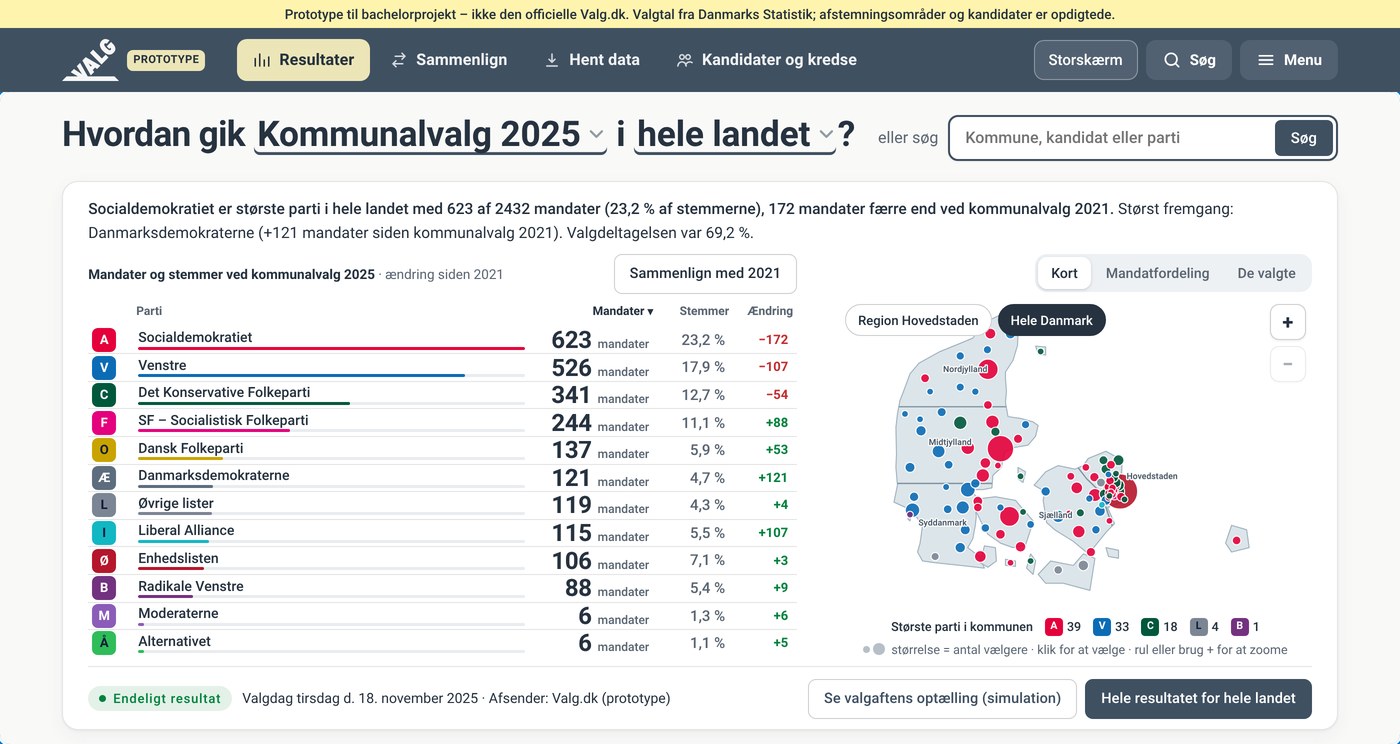 Prototype til bachelorprojekt – ikke den officielle Valg.dk. Valgtal fra Danmarks Statistik; afstemningsområder og kandidater er opdigtede.
VALG PROTOTYPE Resultater Sammenlign Hent data Kandidater og kredse Storskærm Søg Menu
Hvordan gik Kommunalvalg 2025 i hele landet ? eller søg Kommune, kandidat eller parti Søg
Socialdemokratiet er største parti i hele landet med 623 af 2432 mandater (23,2 % af stemmerne), 172 mandater færre end ved kommunalvalg 2021. Størst fremgang:
Danmarksdemokraterne (+121 mandater siden kommunalvalg 2021). Valgdeltagelsen var 69,2 %.
Mandater og stemmer ved kommunalvalg 2025 · ændring siden 2021 Sammenlign med 2021
Parti Mandater ▾ Stemmer Ændring
A Socialdemokratiet 623 mandater 23,2 % −172
V Venstre 526 mandater 17,9 % −107
C Det Konservative Folkeparti 341 mandater 12,7 % −54
F SF – Socialistisk Folkeparti 244 mandater 11,1 % +88
O Dansk Folkeparti 137 mandater 5,9 % +53
Æ Danmarksdemokraterne 121 mandater 4,7 % +121
L Øvrige lister 119 mandater 4,3 % +4
I Liberal Alliance 115 mandater 5,5 % +107
Ø Enhedslisten 106 mandater 7,1 % +3
B Radikale Venstre 88 mandater 5,4 % +9
M Moderaterne 6 mandater 1,3 % +6
Å Alternativet 6 mandater 1,1 % +5
Kort Mandatfordeling De valgte
Region Hovedstaden Hele Danmark +
−
Nordjylland
Midtjylland
Hovedstaden
Sjælland
Syddanmark
Største parti i kommunen A 39 V 33 C 18 L 4 B 1
størrelse = antal vælgere · klik for at vælge · rul eller brug + for at zoome
Endeligt resultat Valgdag tirsdag d. 18. november 2025 · Afsender: Valg.dk (prototype) Se valgaftens optælling (simulation) Hele resultatet for hele landet